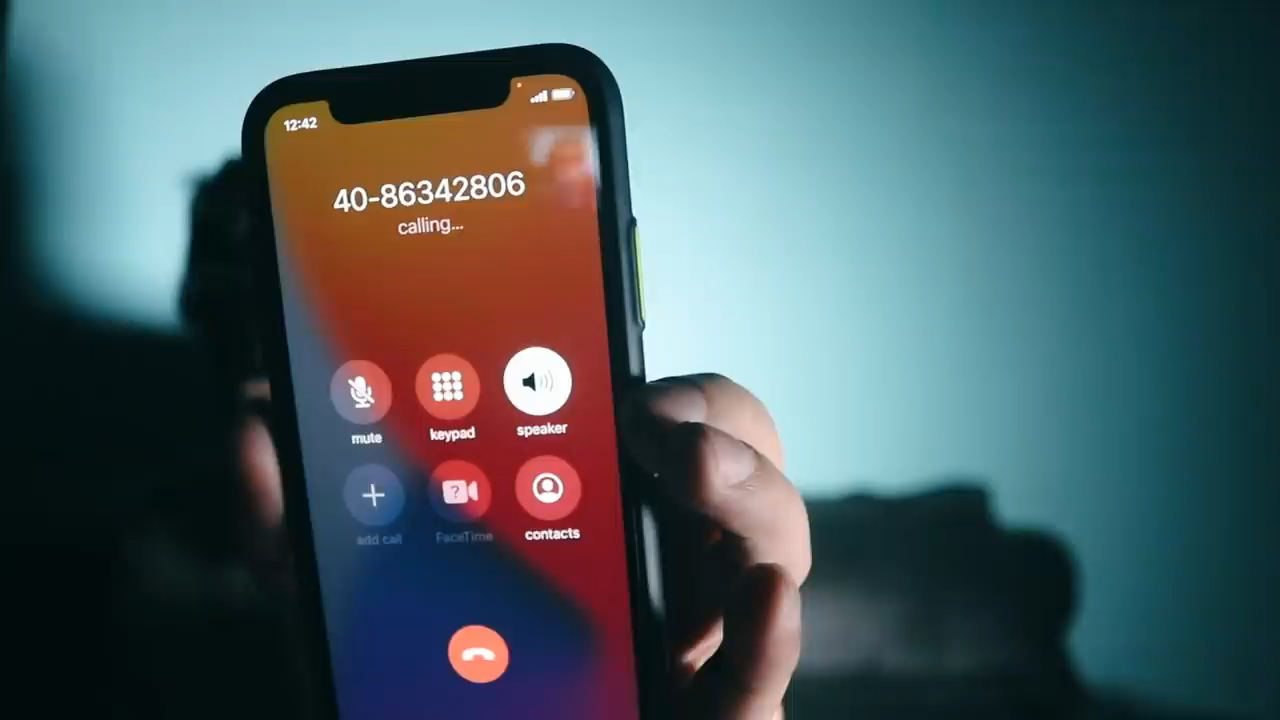 12:42
40-86342806
calling...
mute
keypad
speaker
add call
FaceTime
contacts